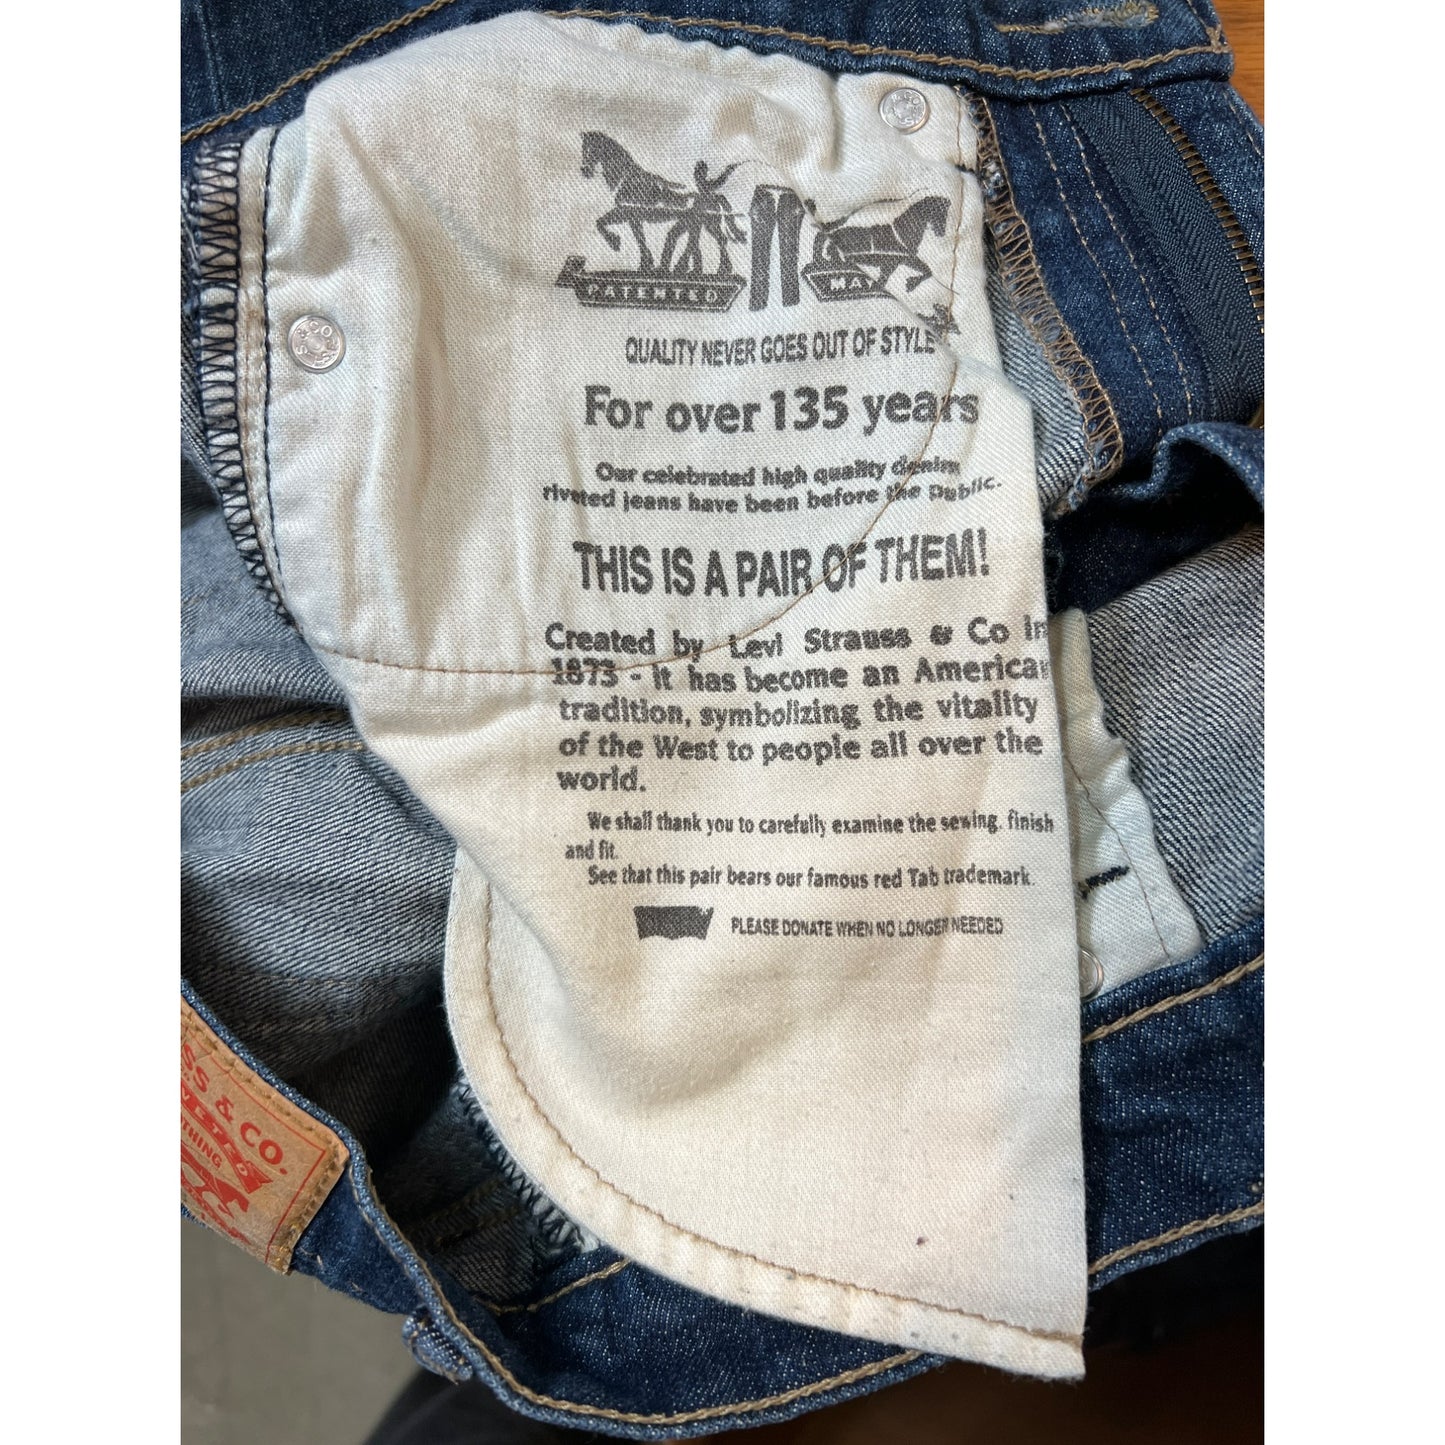 PATENTED
MA
QUALITY NEVER GOES OUT OF STYLE
For over 135 years
Our celebrated high quality denim
riveted jeans have been before the Public.
THIS IS A PAIR OF THEM!
Created by Levi Strauss & Co in
1873 - it has become an American
tradition, symbolizing the vitality
of the West to people all over the
world.
We shall thank you to carefully examine the sewing. finish
and fit.
See that this pair bears our famous red Tab trademark.
PLEASE DONATE WHEN NO LONGER NEEDED
SS & CO.
THING